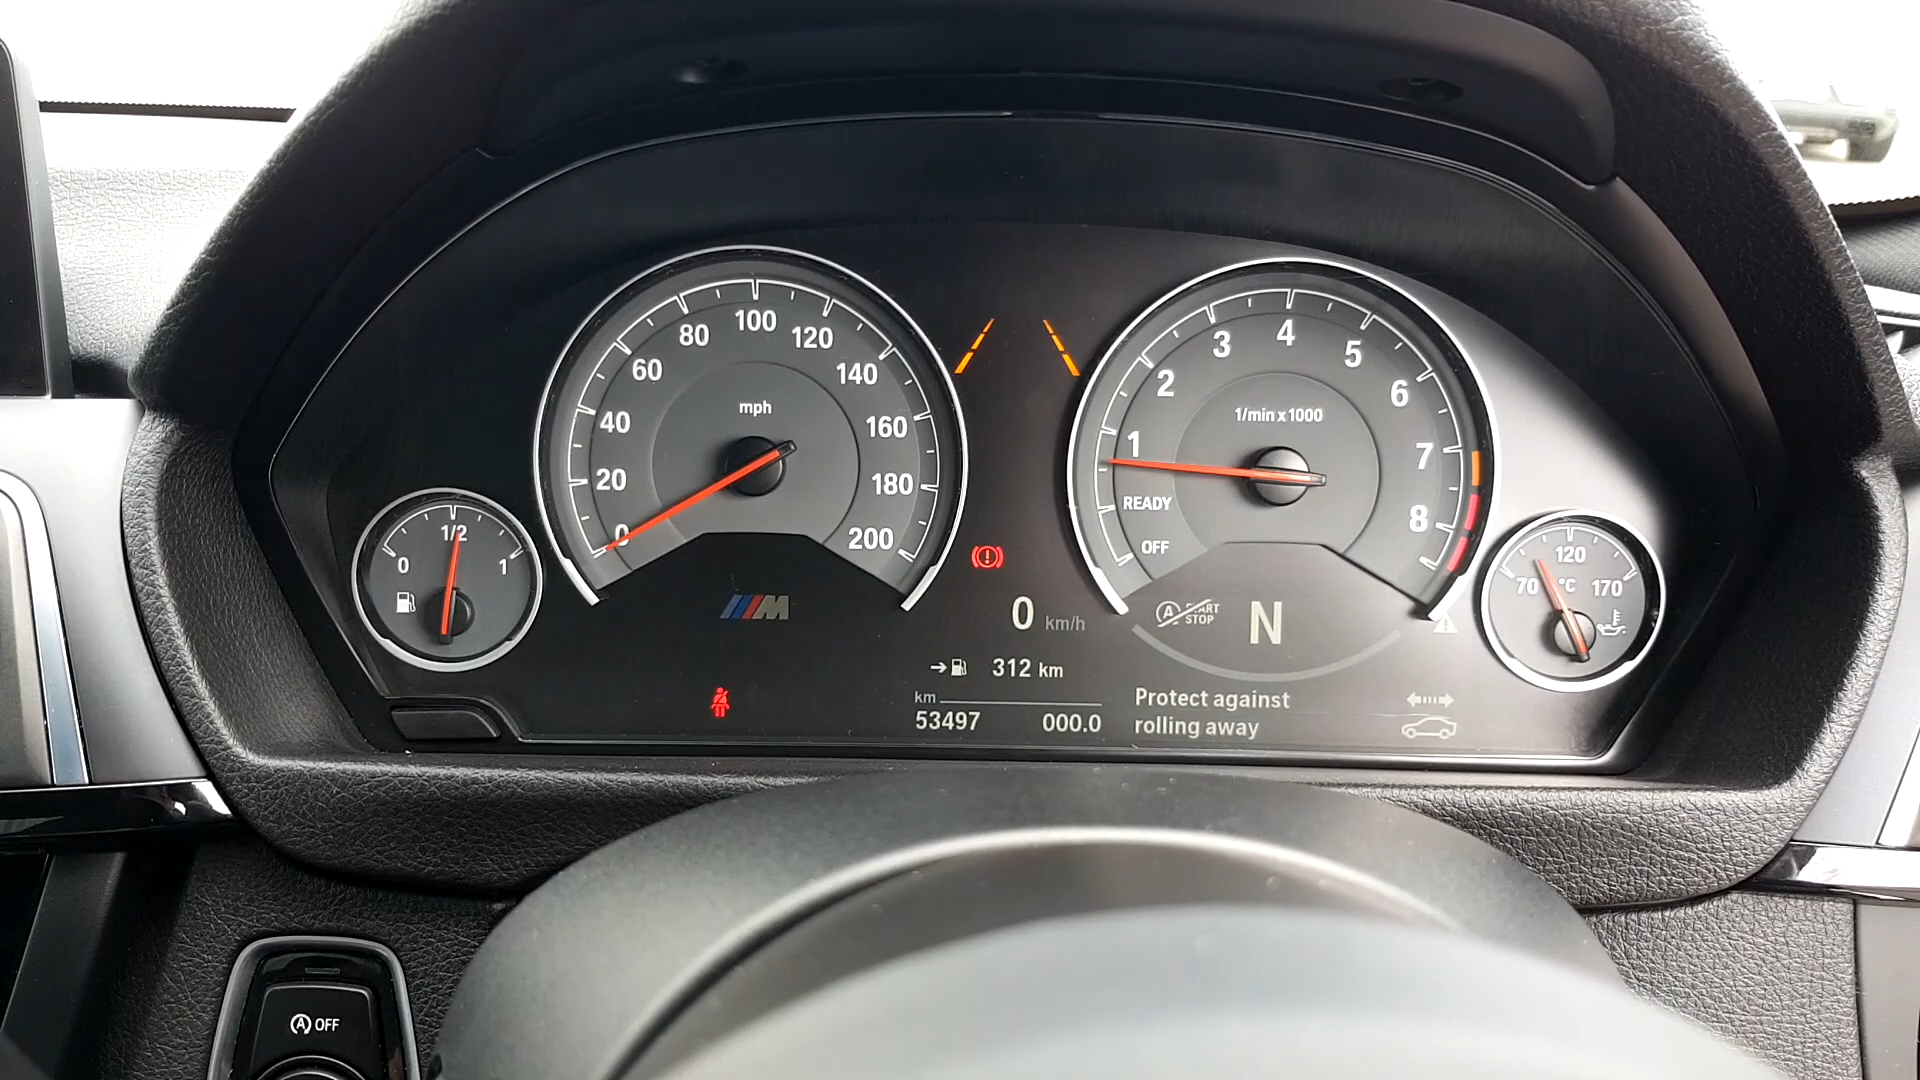 0
20
40
60
80
100
120
140
160
180
200
mph
0
1/2
1
M
OFF
READY
1
2
3
4
5
6
7
8
1/min x 1000
70
120
170
°C
0 km/h
312 km
km
53497 000.0
A START
STOP
N
Protect against
rolling away
A OFF